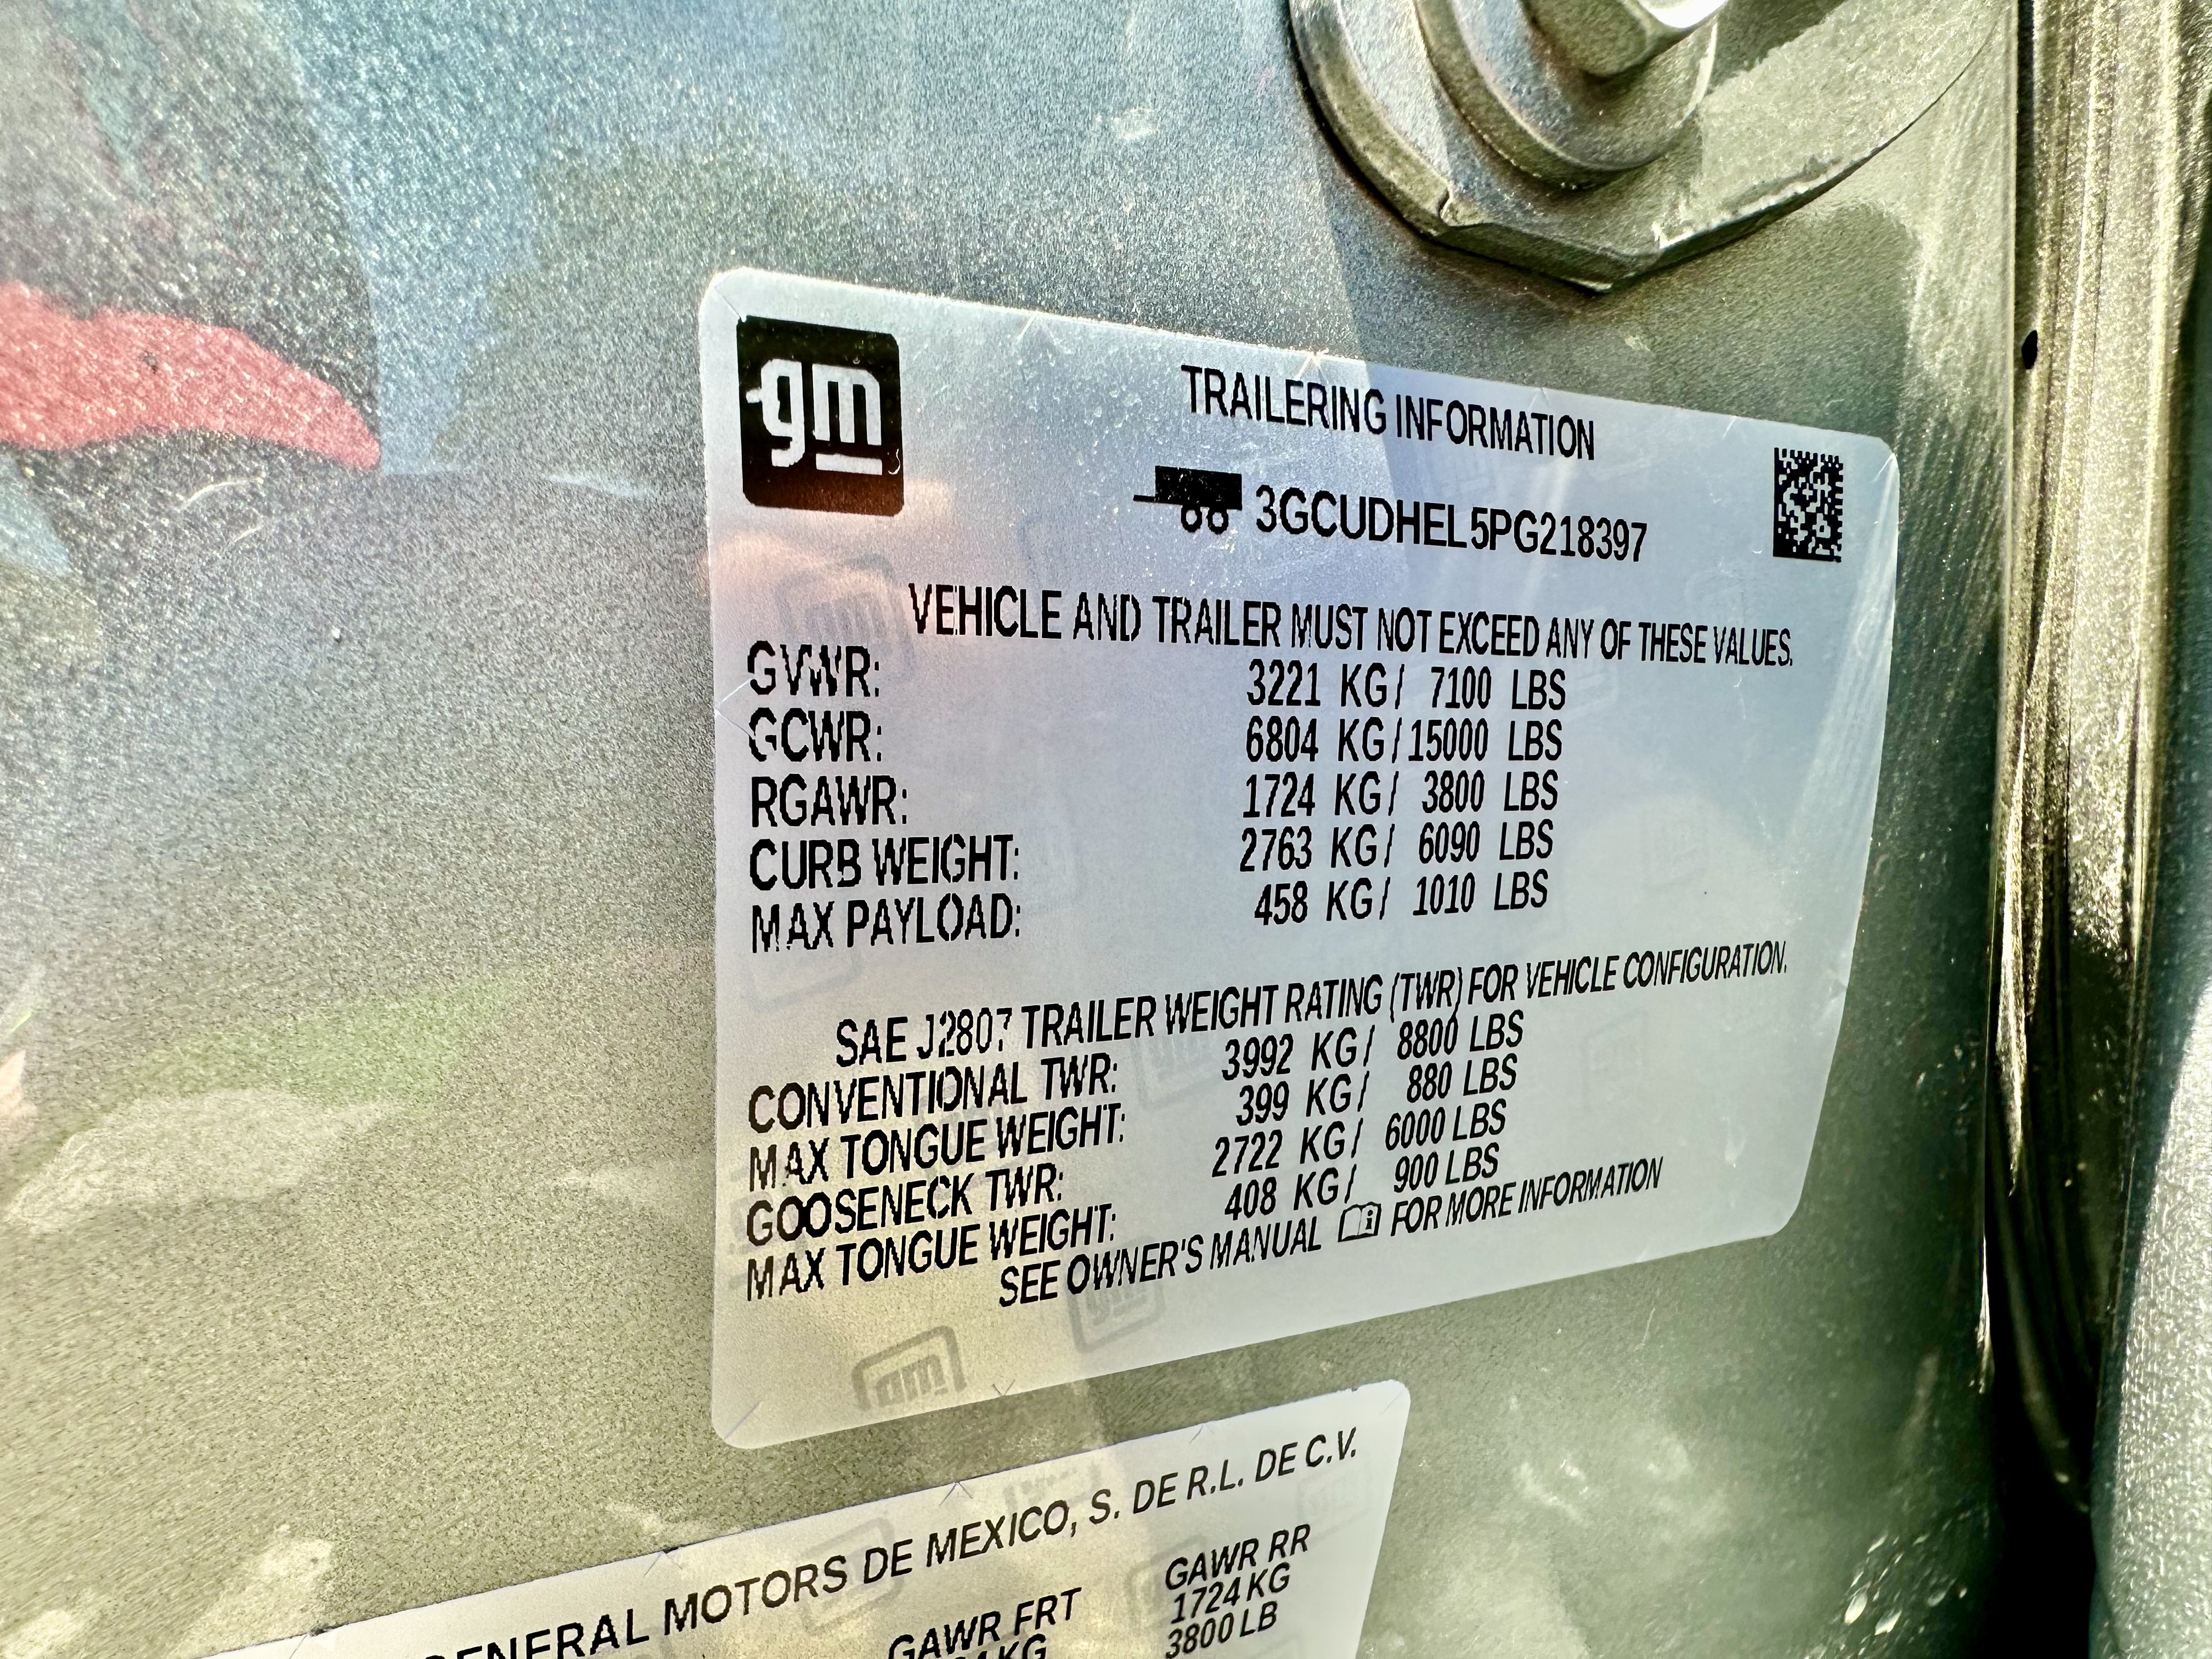 gm
TRAILERING INFORMATION
3GCUDHEL5PG218397
VEHICLE AND TRAILER MUST NOT EXCEED ANY OF THESE VALUES.
GVWR: 3221 KG/ 7100 LBS
GCWR: 6804 KG/15000 LBS
RGAWR: 1724 KG/ 3800 LBS
CURB WEIGHT: 2763 KG/ 6090 LBS
MAX PAYLOAD: 458 KG/ 1010 LBS
SAE J2807 TRAILER WEIGHT RATING (TWR) FOR VEHICLE CONFIGURATION.
CONVENTIONAL TWR: 3992 KG/ 8800 LBS
MAX TONGUE WEIGHT: 399 KG/ 880 LBS
GOOSENECK TWR: 2722 KG/ 6000 LBS
MAX TONGUE WEIGHT: 408 KG/ 900 LBS
SEE OWNER'S MANUAL FOR MORE INFORMATION
gm
GENERAL MOTORS DE MEXICO, S. DE R.L. DE C.V.
GAWR FRT GAWR RR
KG 1724 KG
3800 LB